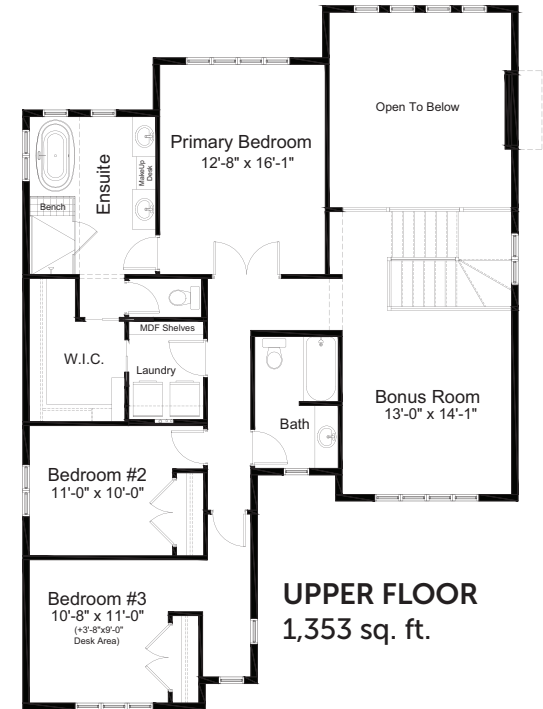 Open To Below
Primary Bedroom
12'-8" x 16'-1"
Ensuite
MakeUp
Desk
Bench
MDF Shelves
W.I.C.
Laundry
Bonus Room
13'-0" x 14'-1"
Bath
Bedroom #2
11'-0" x 10'-0"
Bedroom #3
10'-8" x 11'-0"
(+3'-8"x9'-0"
Desk Area)
UPPER FLOOR
1,353 sq. ft.